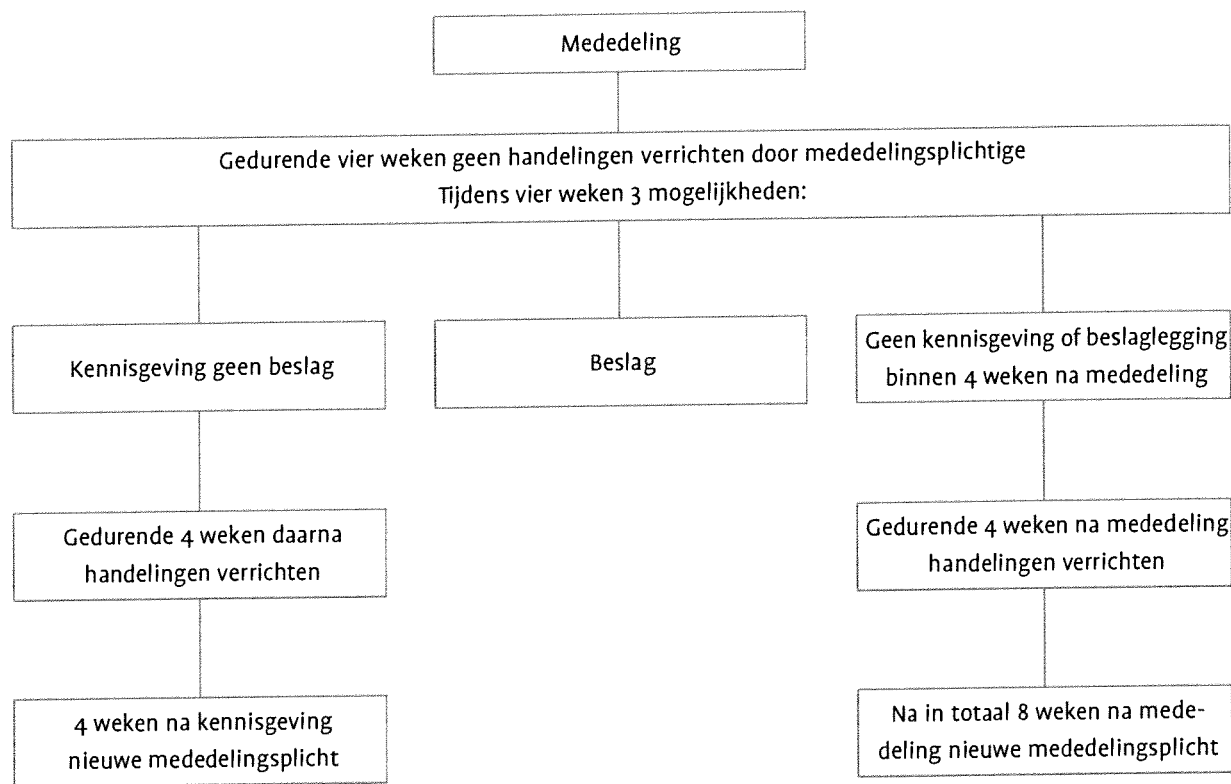 Mededeling
Gedurende vier weken geen handelingen verrichten door mededelingsplichtige
Tijdens vier weken 3 mogelijkheden:
Kennisgeving geen beslag
Beslag
Geen kennisgeving of beslaglegging
binnen 4 weken na mededeling
Gedurende 4 weken daarna
handelingen verrichten
Gedurende 4 weken na mededeling
handelingen verrichten
4 weken na kennisgeving
nieuwe mededelingsplicht
Na in totaal 8 weken na mede-
deling nieuwe mededelingsplicht